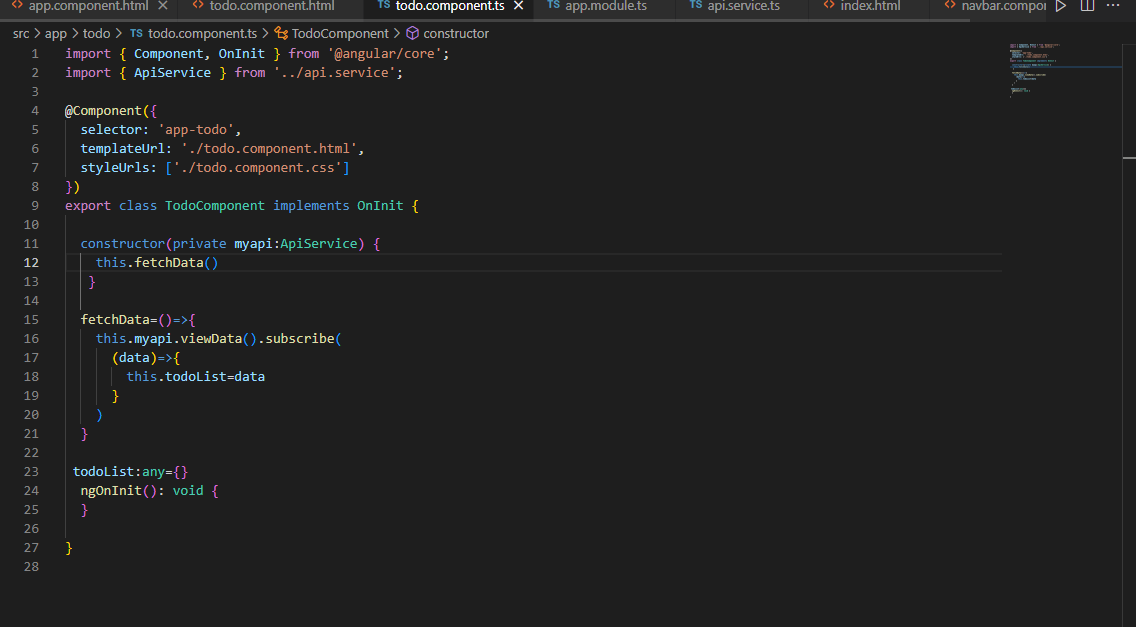 app.component.html todo.component.html TS todo.component.ts TS app.module.ts TS api.service.ts index.html navbar.compor
src > app > todo > TS todo.component.ts > TodoComponent > constructor
1 import { Component, OnInit } from '@angular/core';
2 import { ApiService } from '../api.service';
3
4 @Component({
5 selector: 'app-todo',
6 templateUrl: './todo.component.html',
7 styleUrls: ['./todo.component.css']
8 })
9 export class TodoComponent implements OnInit {
10
11 constructor(private myapi:ApiService) {
12 this.fetchData()
13 }
14
15 fetchData=()=>{
16 this.myapi.viewData().subscribe(
17 (data)=>{
18 this.todoList=data
19 }
20 )
21 }
22
23 todoList:any={}
24 ngOnInit(): void {
25 }
26
27 }
28